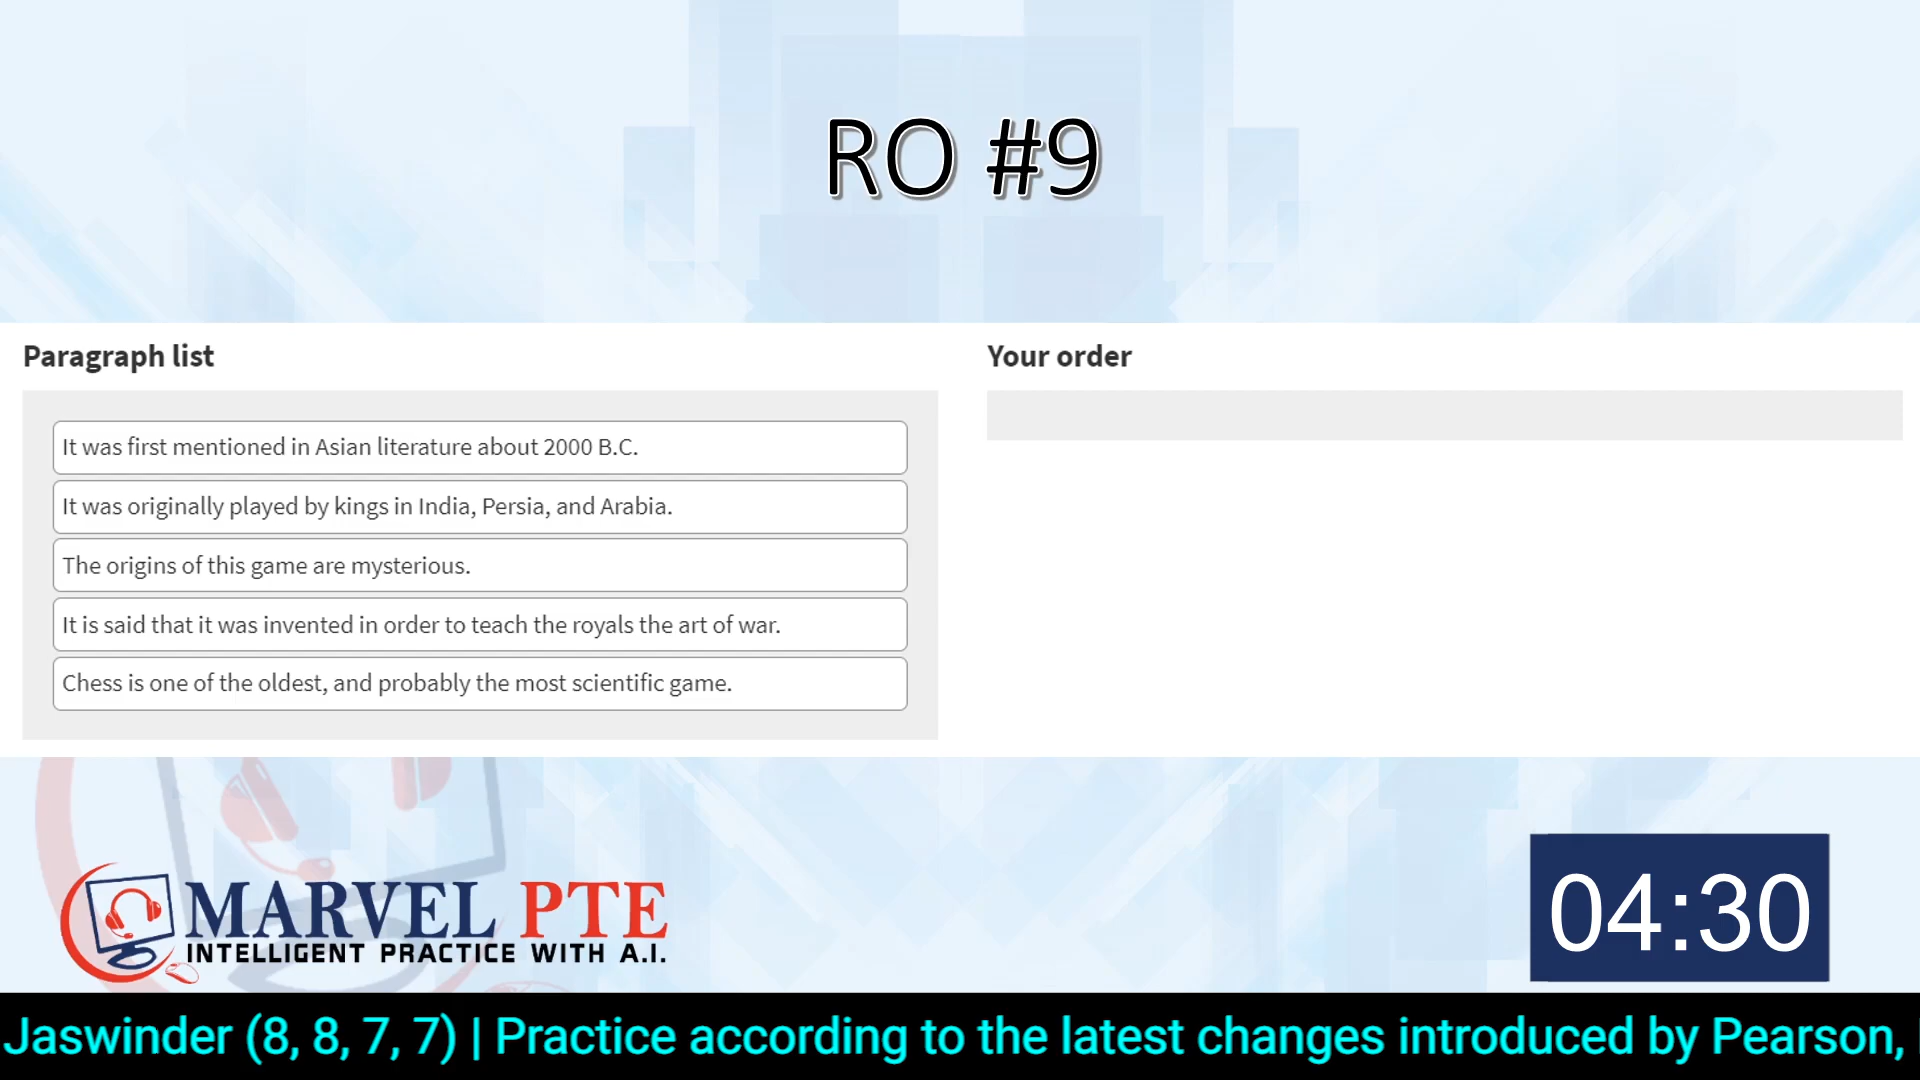 RO #9
Paragraph list
Your order
It was first mentioned in Asian literature about 2000 B.C.
It was originally played by kings in India, Persia, and Arabia.
The origins of this game are mysterious.
It is said that it was invented in order to teach the royals the art of war.
Chess is one of the oldest, and probably the most scientific game.
MARVEL PTE
INTELLIGENT PRACTICE WITH A.I.
04:30
Jaswinder (8, 8, 7, 7) | Practice according to the latest changes introduced by Pearson,